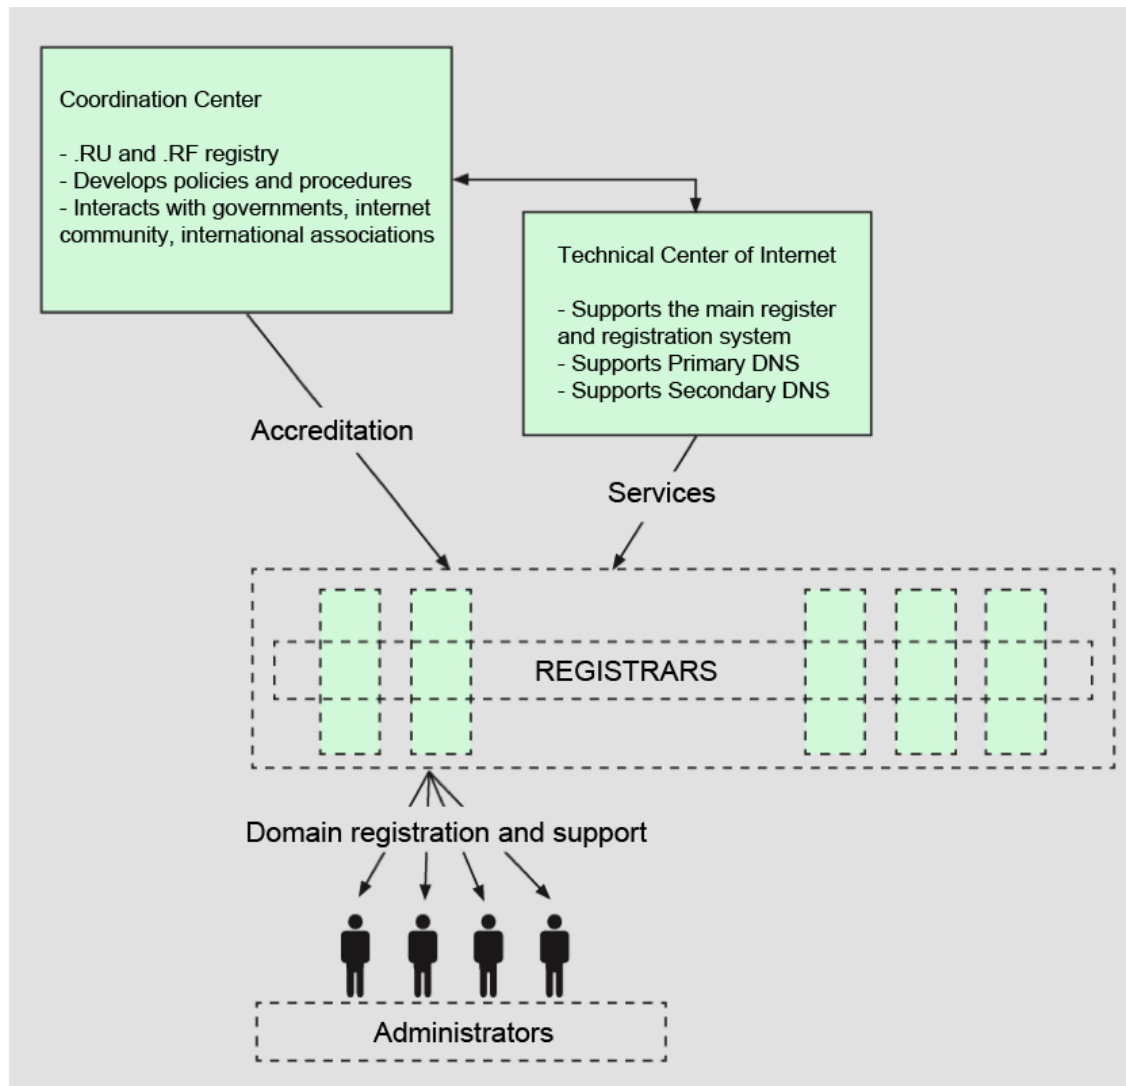 Coordination Center
- .RU and .RF registry
- Develops policies and procedures
- Interacts with governments, internet
community, international associations
Technical Center of Internet
- Supports the main register
and registration system
- Supports Primary DNS
- Supports Secondary DNS
Accreditation
Services
REGISTRARS
Domain registration and support
Administrators